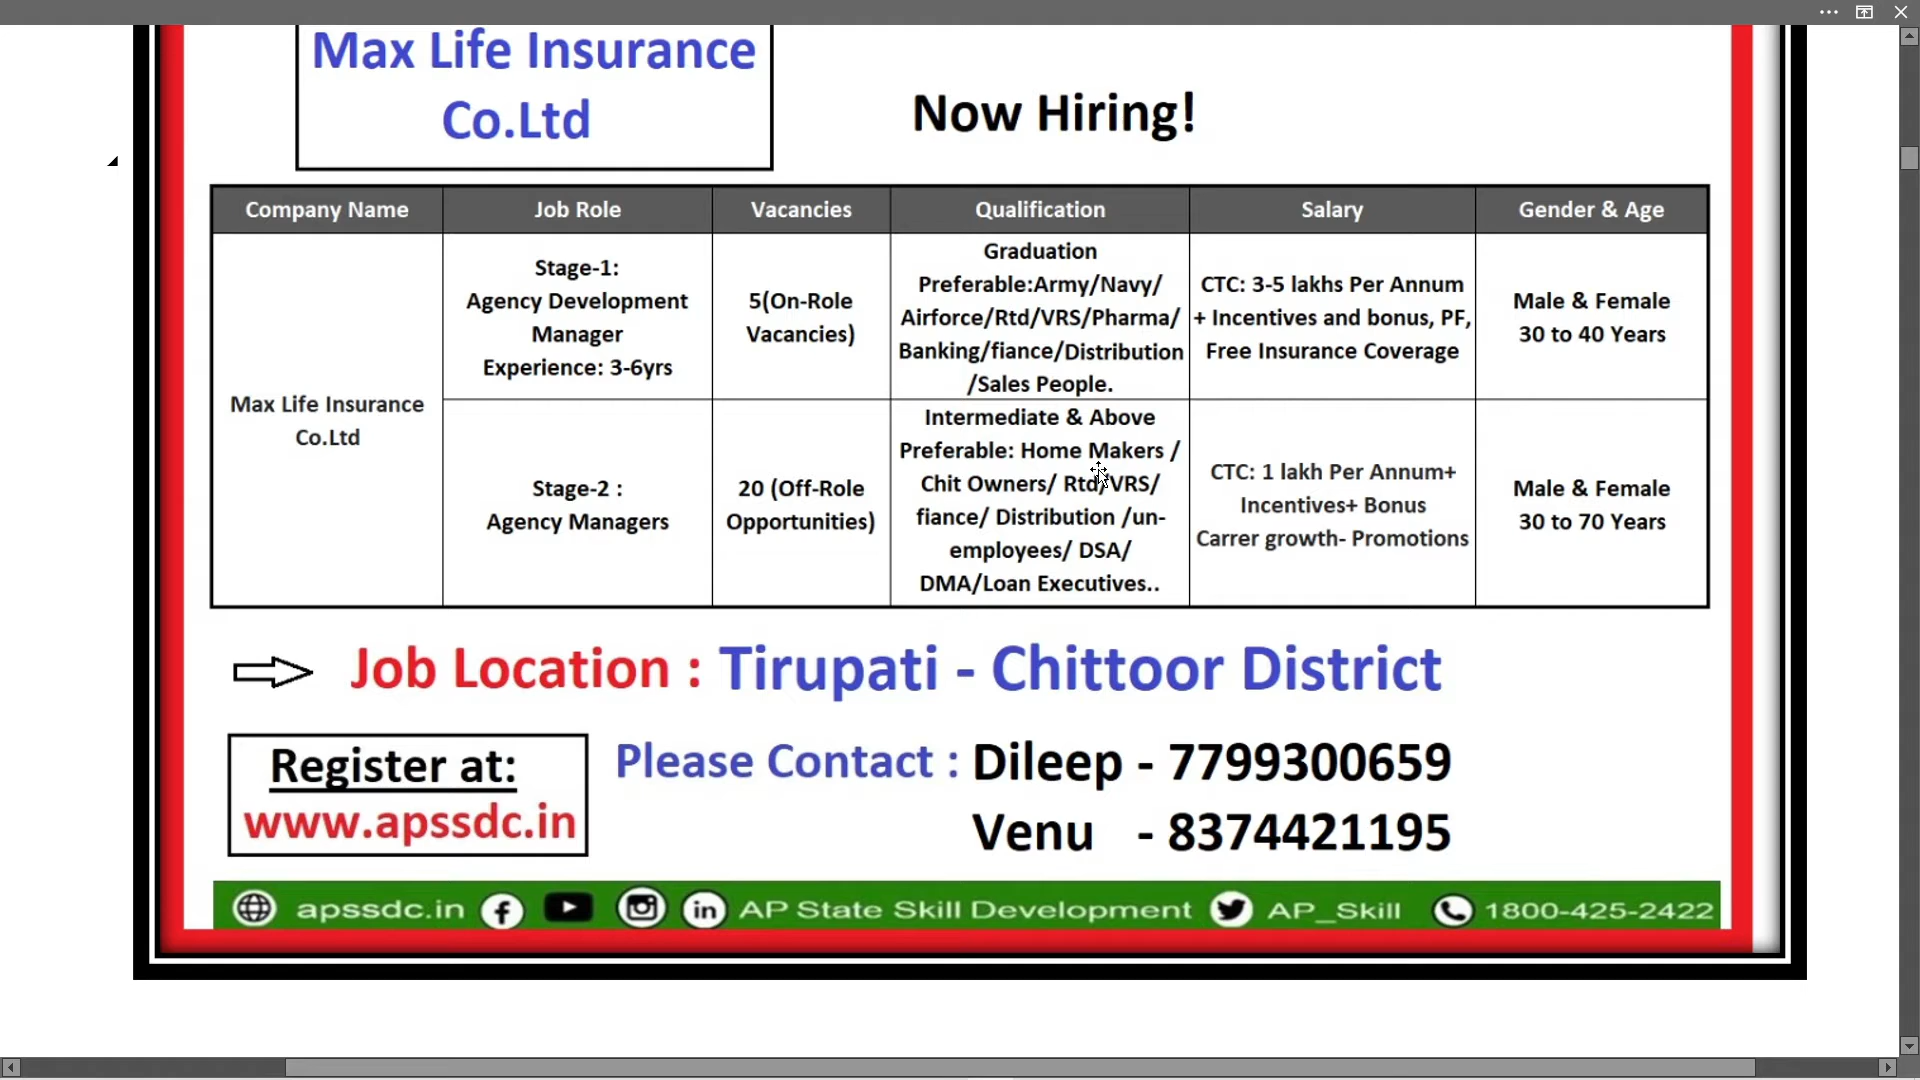 Max Life Insurance
Co.Ltd
Now Hiring!
Company Name
Job Role
Vacancies
Qualification
Salary
Gender & Age
Max Life Insurance
Co.Ltd
Stage-1:
Agency Development
Manager
Experience: 3-6yrs
5(On-Role
Vacancies)
Graduation
Preferable:Army/Navy/
Airforce/Rtd/VRS/Pharma/
Banking/fiance/Distribution
/Sales People.
CTC: 3-5 lakhs Per Annum
+ Incentives and bonus, PF,
Free Insurance Coverage
Male & Female
30 to 40 Years
Stage-2 :
Agency Managers
20 (Off-Role
Opportunities)
Intermediate & Above
Preferable: Home Makers /
Chit Owners/ Rtd/VRS/
fiance/ Distribution /un-
employees/ DSA/
DMA/Loan Executives..
CTC: 1 lakh Per Annum+
Incentives+ Bonus
Carrer growth- Promotions
Male & Female
30 to 70 Years
Job Location : Tirupati - Chittoor District
Register at:
www.apssdc.in
Please Contact : Dileep - 7799300659
Venu - 8374421195
apssdc.in
AP State Skill Development
AP_Skill
1800-425-2422